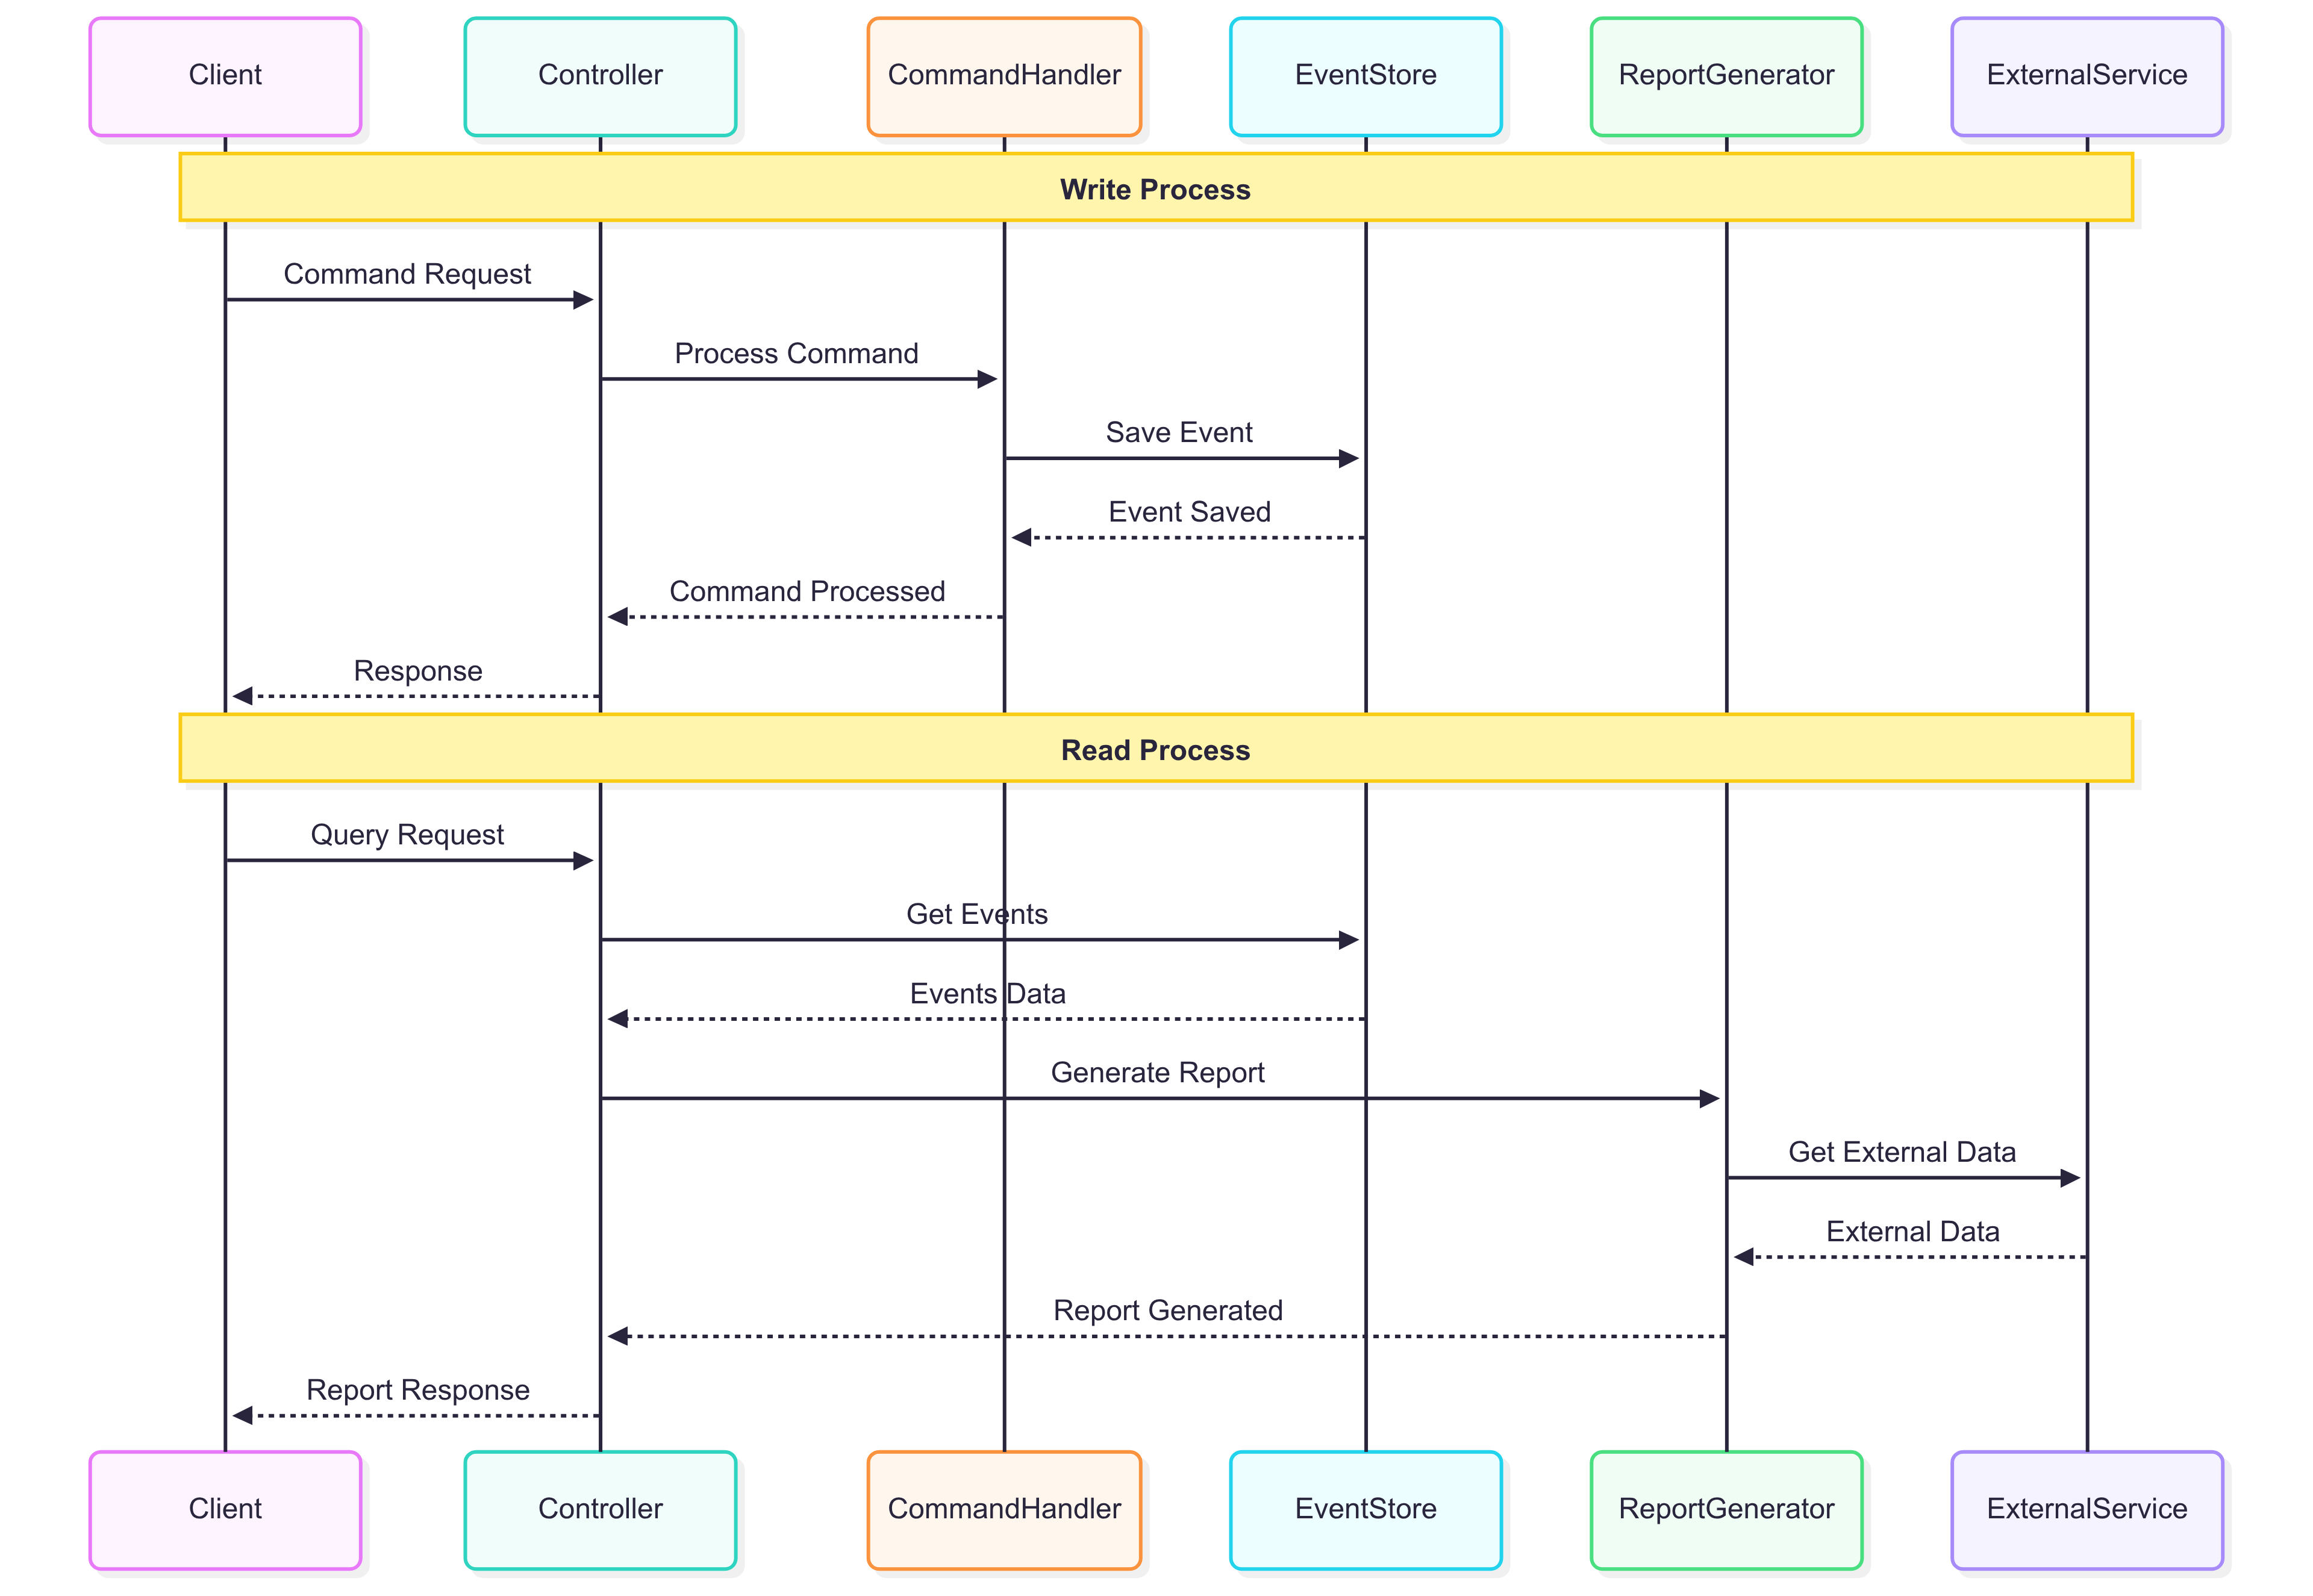 Client
Controller
CommandHandler
EventStore
ReportGenerator
ExternalService
Write Process
Command Request
Process Command
Save Event
Event Saved
Command Processed
Response
Read Process
Query Request
Get Events
Events Data
Generate Report
Get External Data
External Data
Report Generated
Report Response
Client
Controller
CommandHandler
EventStore
ReportGenerator
ExternalService